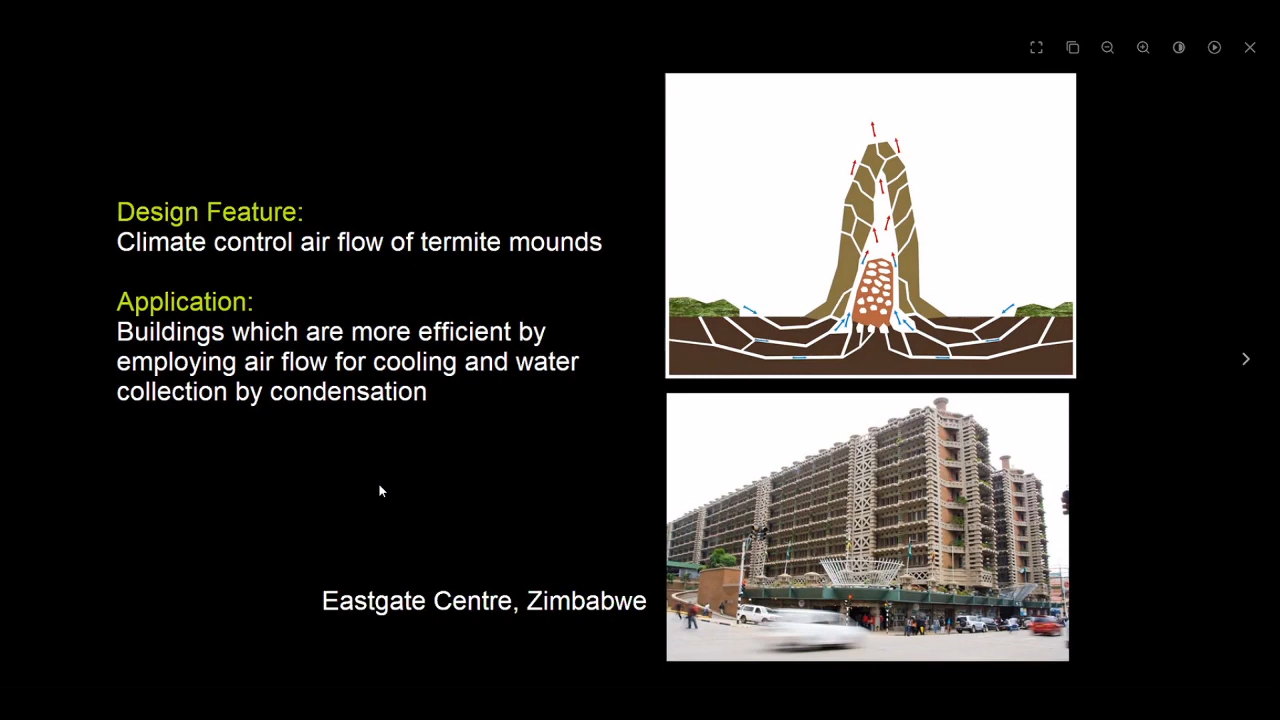 Design Feature:
Climate control air flow of termite mounds
Application:
Buildings which are more efficient by
employing air flow for cooling and water
collection by condensation
Eastgate Centre, Zimbabwe